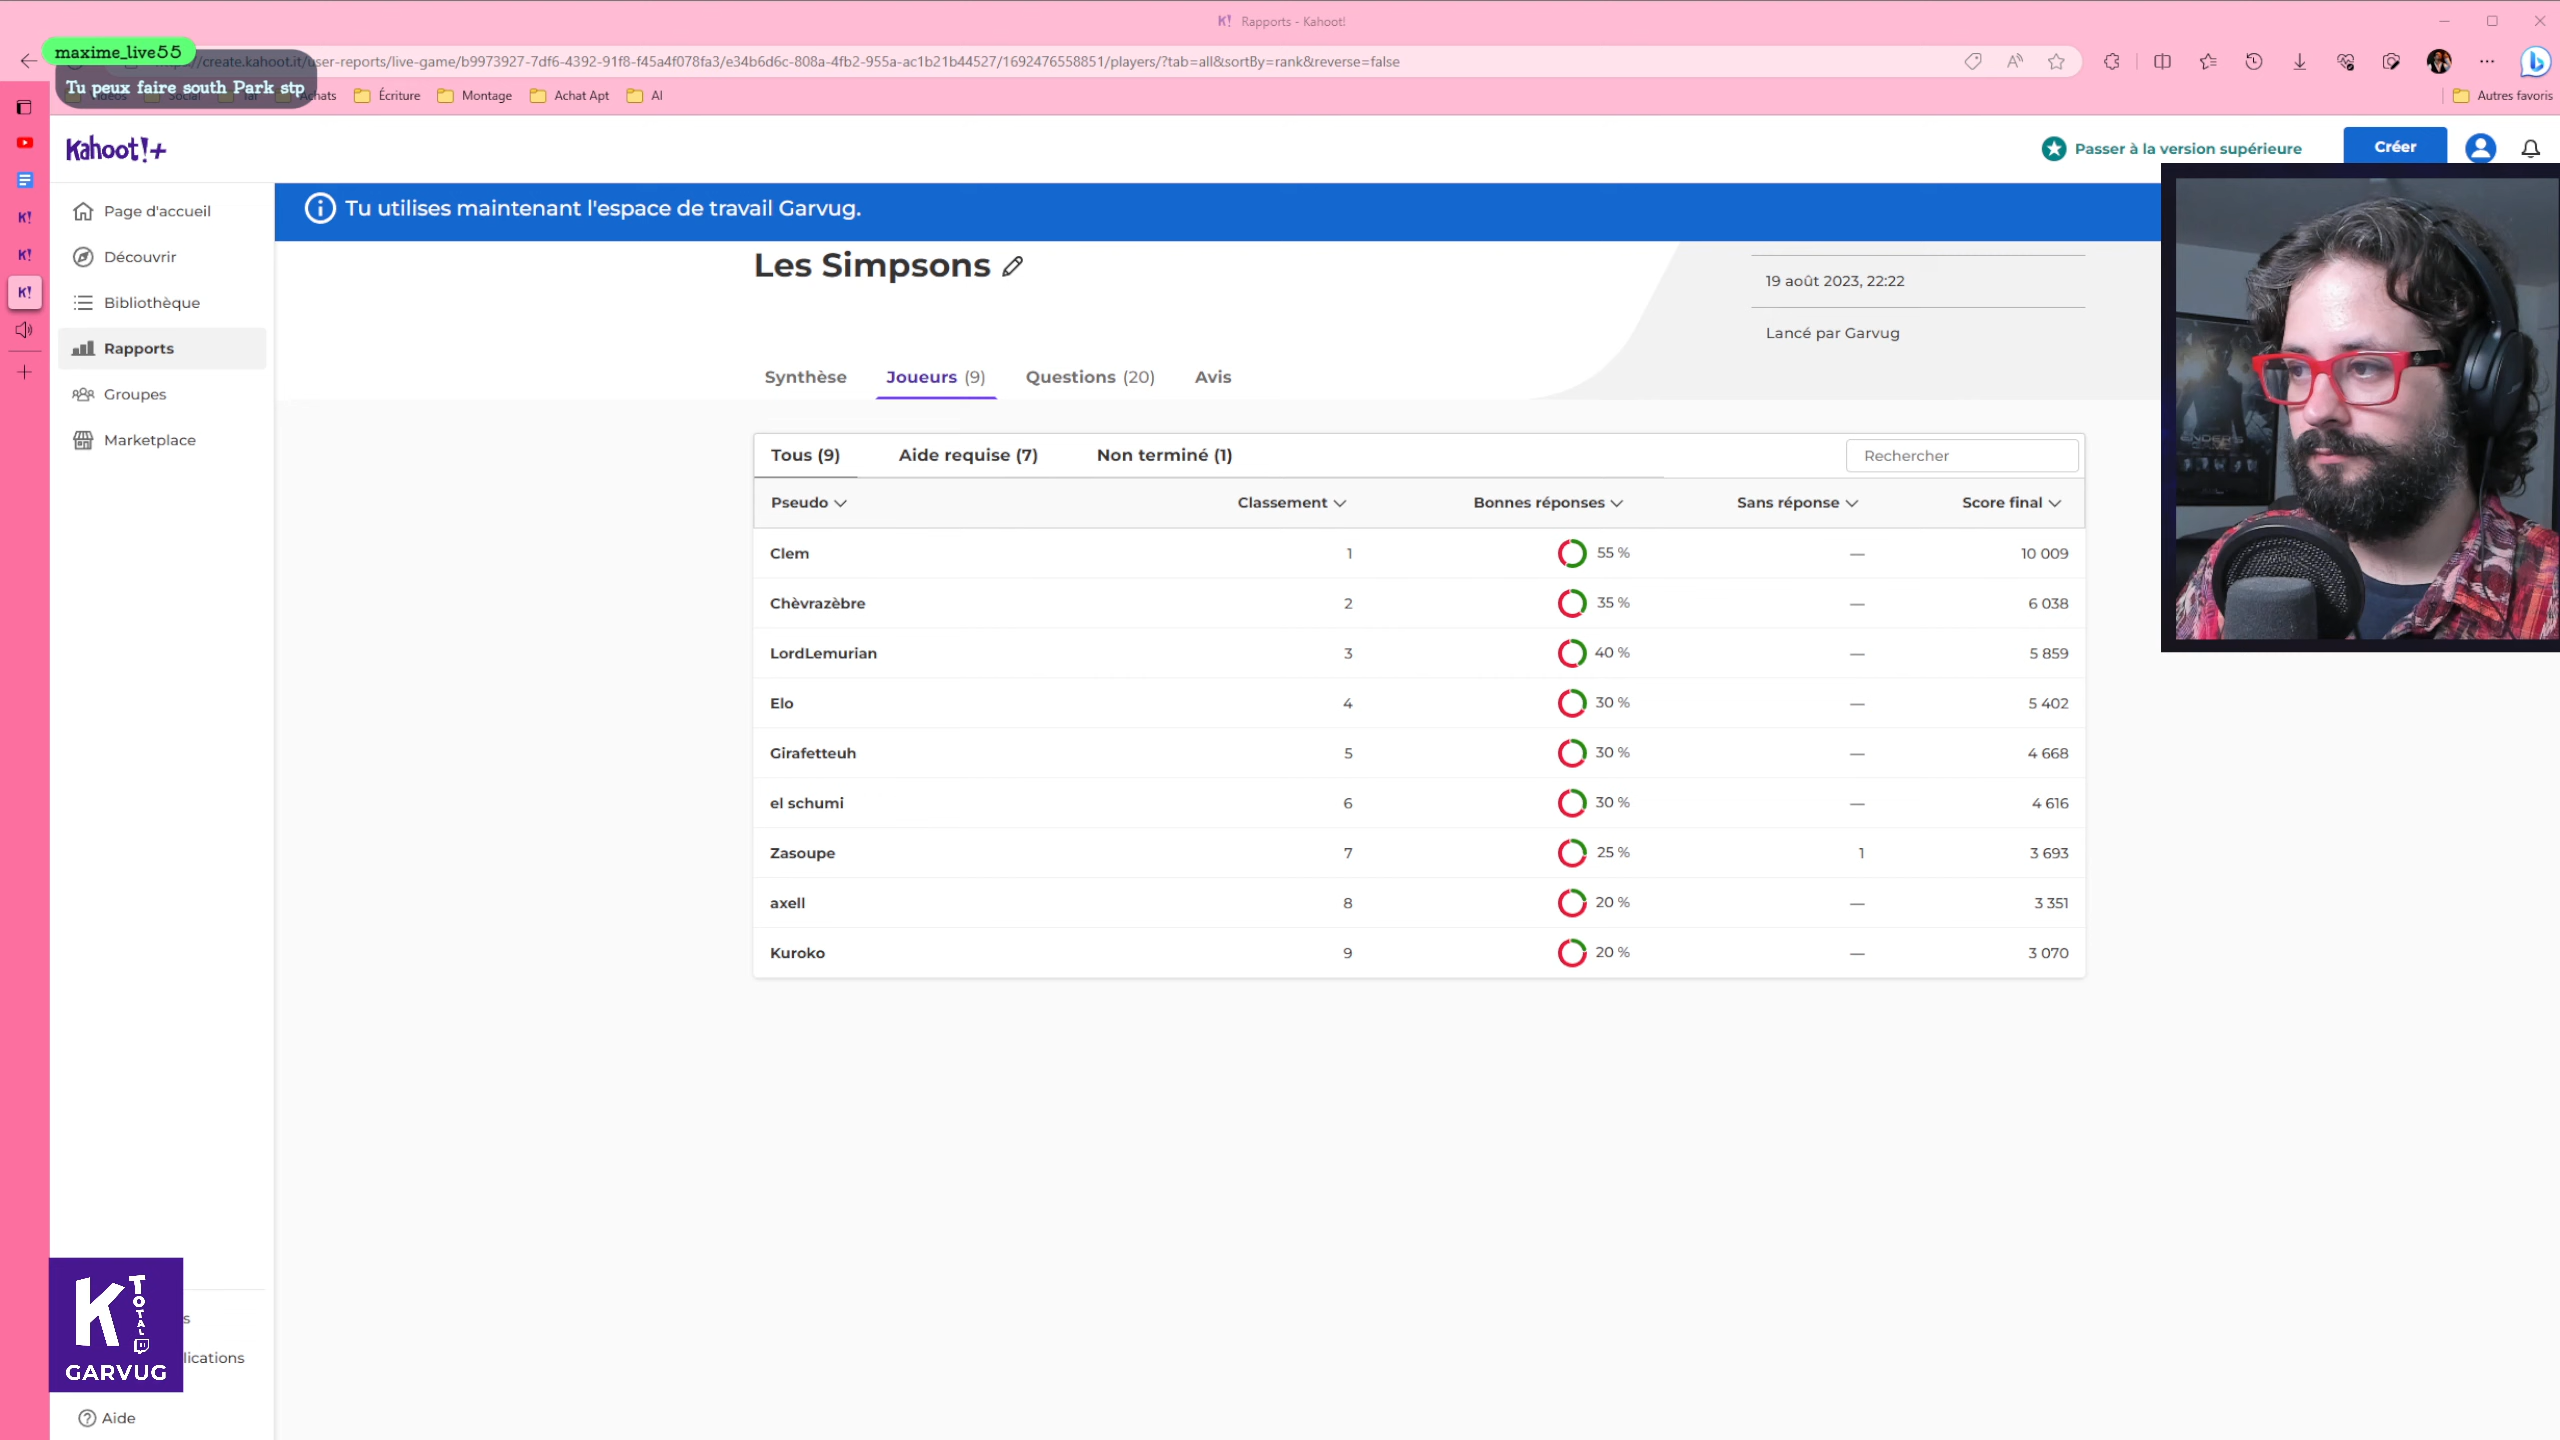 K! Rapports - Kahoot!
maxime_live55
Tu peux faire south Park stp
/create.kahoot.it/user-reports/live-game/b9973927-7df6-4392-91f8-f45a4f078fa3/e34b6d6c-808a-4fb2-955a-ac1b21b44527/1692476558851/players/?tab=all&sortBy=rank&reverse=false
Achats Écriture Montage Achat Apt AI Autres favoris
Kahoot!+
Passer à la version supérieure
Créer
Page d'accueil
Découvrir
Bibliothèque
Rapports
Groupes
Marketplace
Tu utilises maintenant l'espace de travail Garvug.
Les Simpsons
19 août 2023, 22:22
Lancé par Garvug
Synthèse Joueurs (9) Questions (20) Avis
Tous (9) Aide requise (7) Non terminé (1) Rechercher
Pseudo Classement Bonnes réponses Sans réponse Score final
Clem 1 55 % — 10 009
Chèvrazèbre 2 35 % — 6 038
LordLemurian 3 40 % — 5 859
Elo 4 30 % — 5 402
Girafetteuh 5 30 % — 4 668
el schumi 6 30 % — 4 616
Zasoupe 7 25 % 1 3 693
axell 8 20 % — 3 351
Kuroko 9 20 % — 3 070
K TOTAL
GARVUG
s
lications
Aide